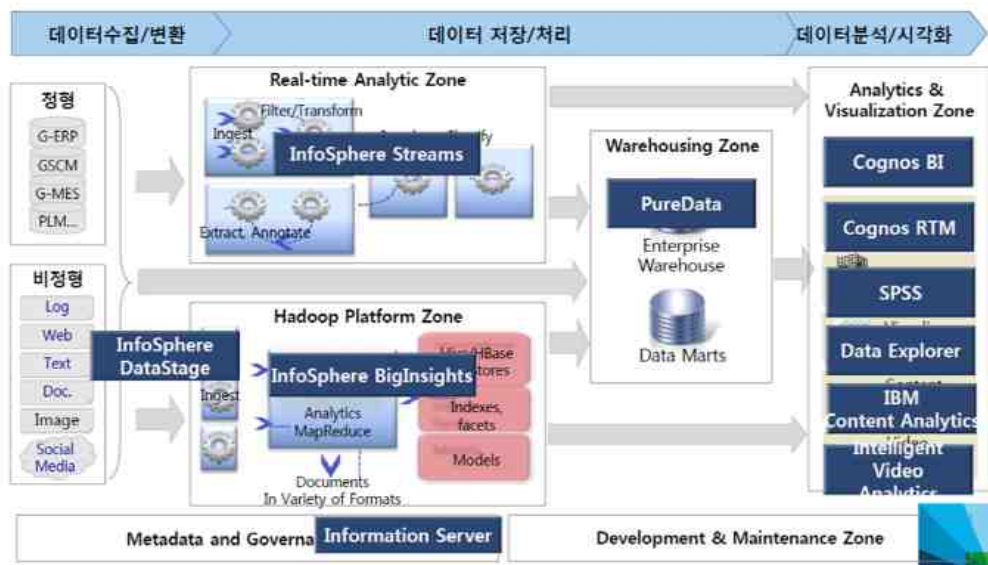 데이터수집/변환
데이터 저장/처리
데이터분석/시각화
정형
G-ERP
GSCM
G-MES
PLM...
비정형
Log
Web
Text
Doc.
Image
Social
Media
InfoSphere
DataStage
Real-time Analytic Zone
Filter/Transform
Ingest
InfoSphere Streams
Extract, Annotate
Hadoop Platform Zone
InfoSphere BigInsights
Ingest
Analytics
MapReduce
Indexes,
facets
Models
Documents
In Variety of Formats
Warehousing Zone
PureData
Enterprise
Warehouse
Data Marts
Analytics &
Visualization Zone
Cognos BI
Cognos RTM
SPSS
Data Explorer
IBM
Content Analytics
Intelligent
Video
Analytics
Metadata and Governa
Information Server
Development & Maintenance Zone